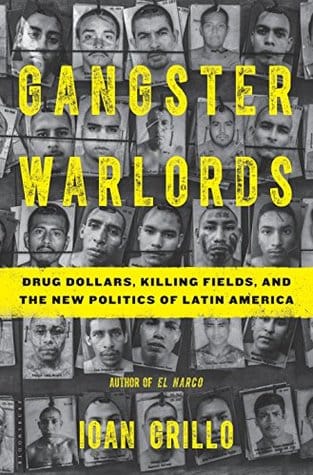 GANGSTER
WARLORDS
DRUG DOLLARS, KILLING FIELDS, AND
THE NEW POLITICS OF LATIN AMERICA
AUTHOR OF EL NARCO
IOAN GRILLO
BLOOMSBURY